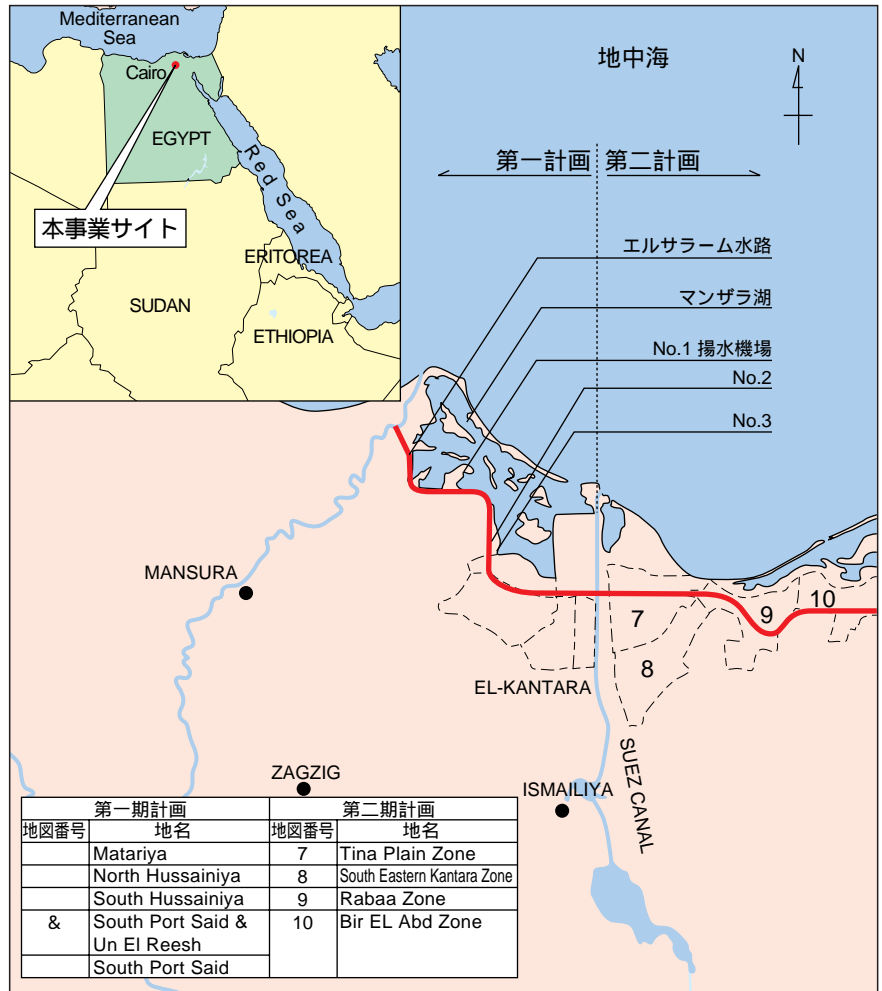 Mediterranean
Sea
Cairo
EGYPT
Red Sea
本事業サイト
ERITOREA
SUDAN
ETHIOPIA
地中海
N
第一計画 第二計画
エルサラーム水路
マンザラ湖
No.1 揚水機場
No.2
No.3
MANSURA
7
8
9
10
EL-KANTARA
SUEZ CANAL
ZAGZIG
ISMAILIYA
第一期計画 第二期計画
地図番号 地名 地図番号 地名
Matariya 7 Tina Plain Zone
North Hussainiya 8 South Eastern Kantara Zone
South Hussainiya 9 Rabaa Zone
& South Port Said & 10 Bir EL Abd Zone
Un El Reesh
South Port Said